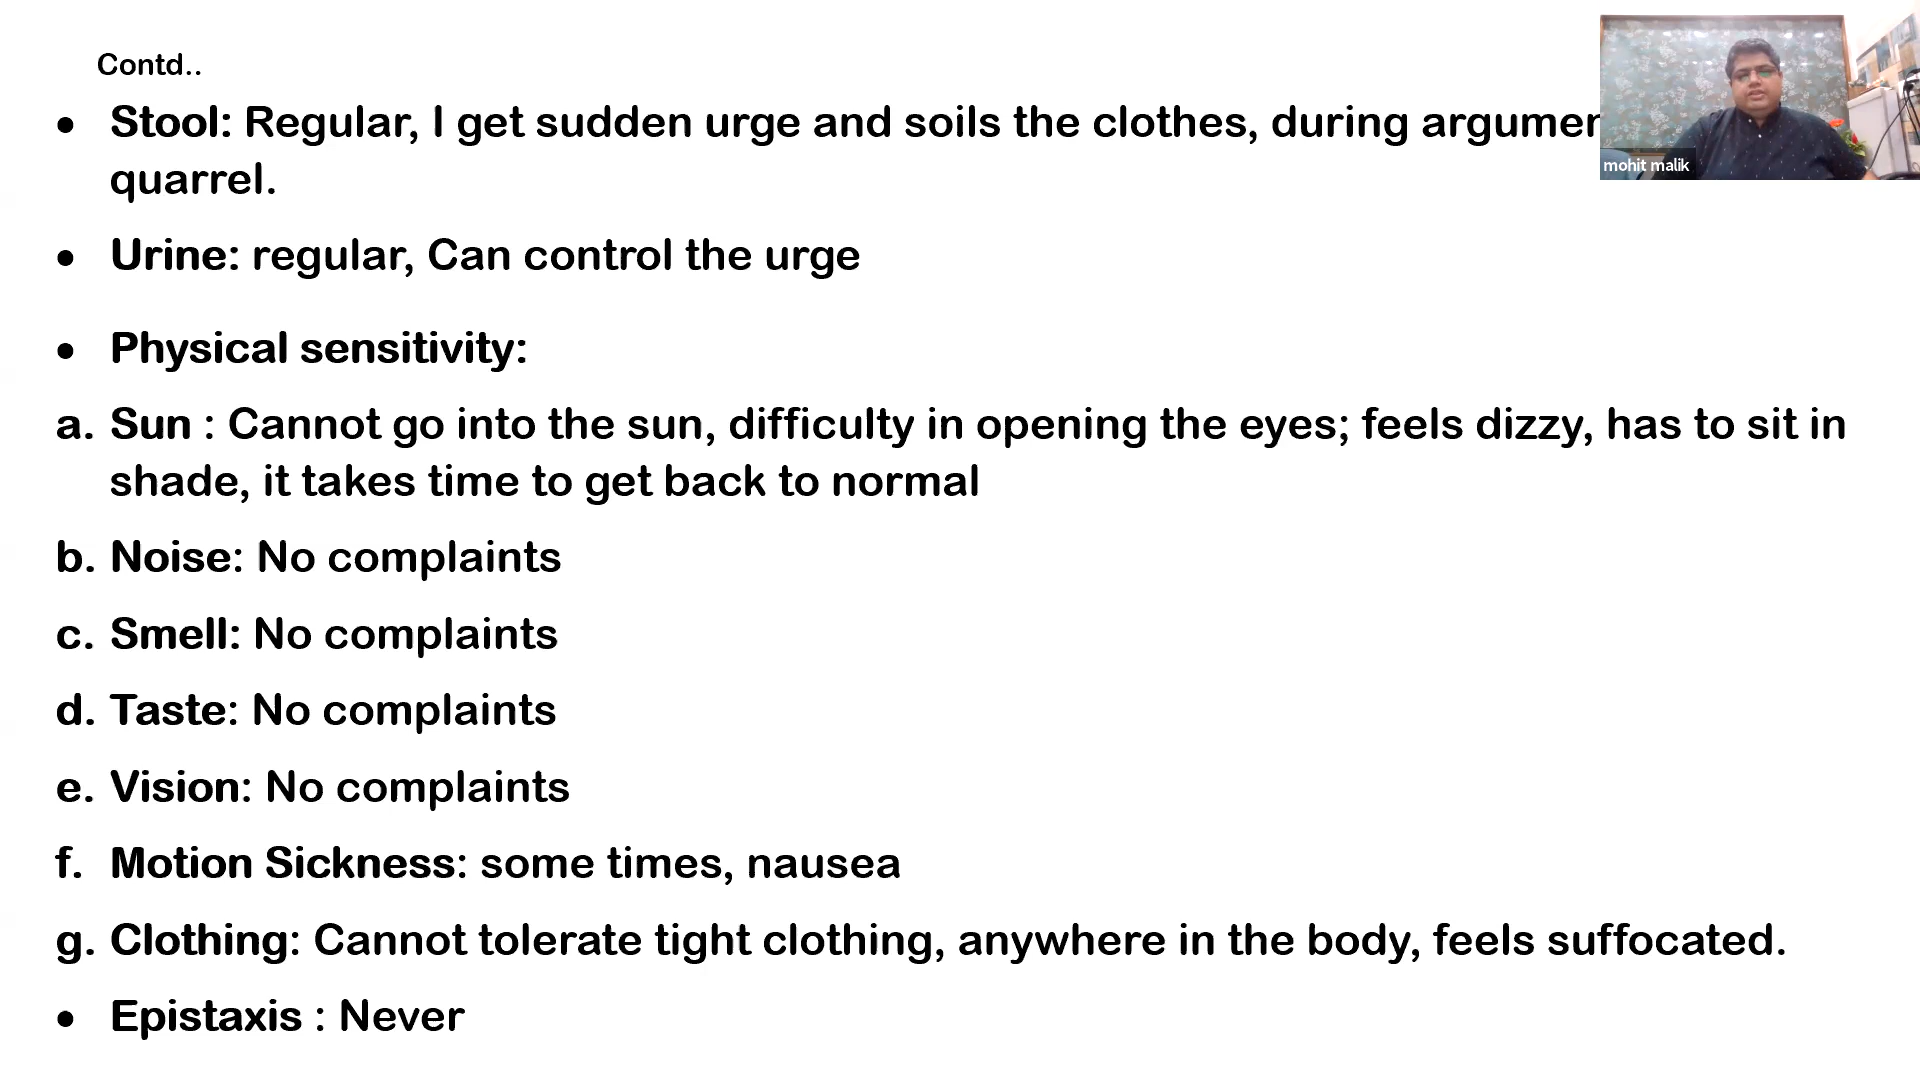 Contd..
• Stool: Regular, I get sudden urge and soils the clothes, during
quarrel.
• Urine: regular, Can control the urge
• Physical sensitivity:
a. Sun : Cannot go into the sun, difficulty in opening the eyes; feels dizzy, has to sit in
shade, it takes time to get back to normal
b. Noise: No complaints
c. Smell: No complaints
d. Taste: No complaints
e. Vision: No complaints
f. Motion Sickness: some times, nausea
g. Clothing: Cannot tolerate tight clothing, anywhere in the body, feels suffocated.
• Epistaxis : Never
mohit malik